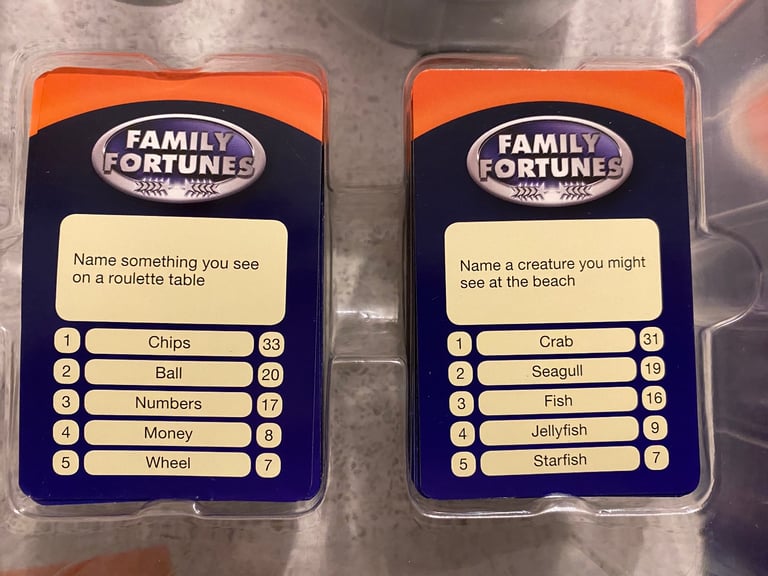 FAMILY
FORTUNES
Name something you see
on a roulette table
1 Chips 33
2 Ball 20
3 Numbers 17
4 Money 8
5 Wheel 7
FAMILY
FORTUNES
Name a creature you might
see at the beach
1 Crab 31
2 Seagull 19
3 Fish 16
4 Jellyfish 9
5 Starfish 7